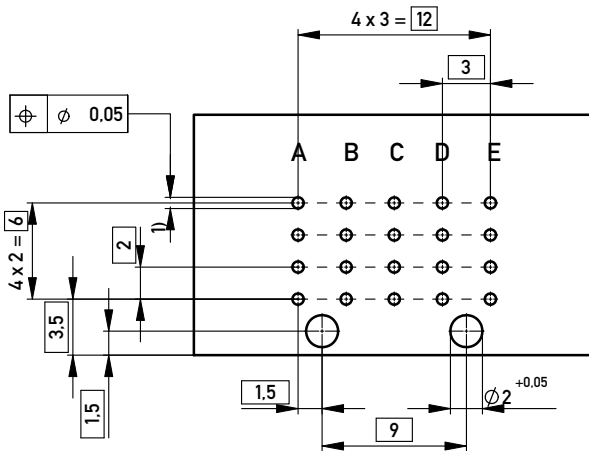 4 x 3 = 12
3
⌖ ⌀ 0,05
A B C D E
1)
4 x 2 = 6
2
3,5
1,5
1,5
⌀2 +0,05
9